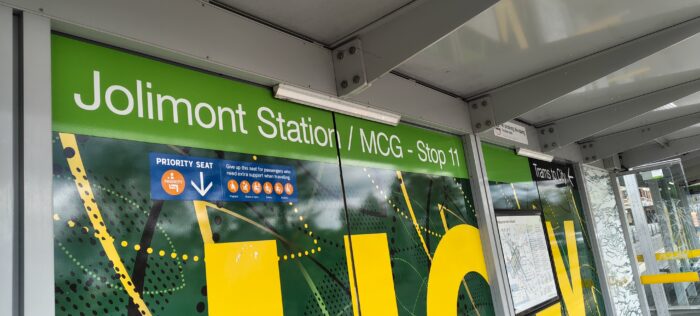 Jolimont Station / MCG - Stop 11
PRIORITY SEAT
PRIORITY
Give up this seat for passengers who
need extra support when travelling.
Trams to City